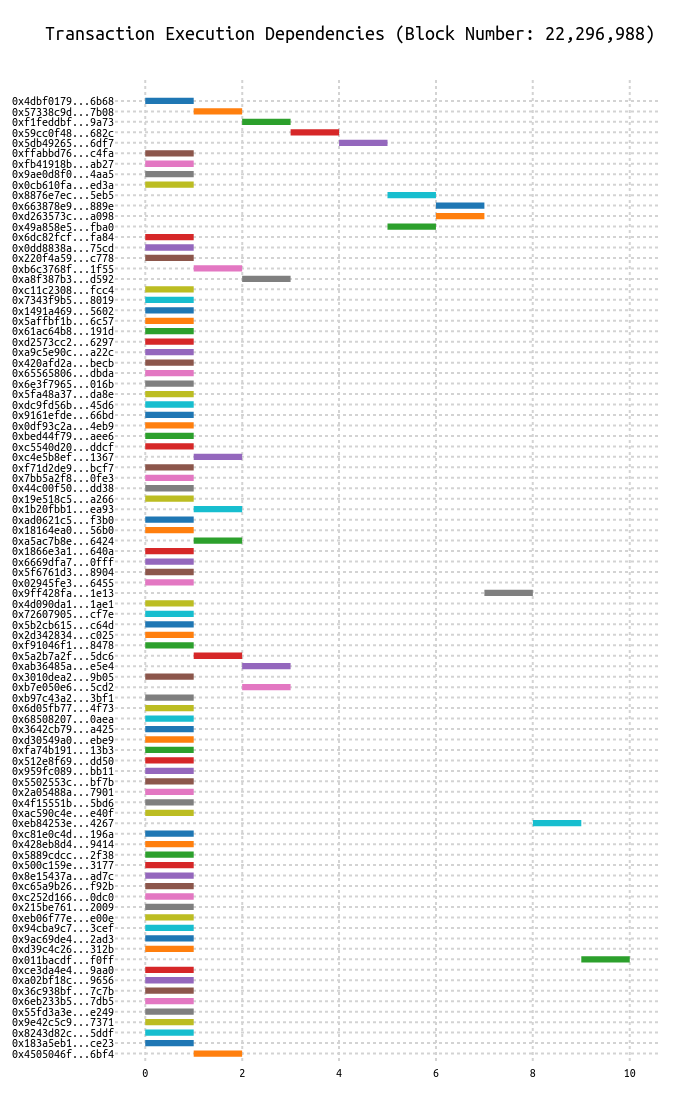 Transaction Execution Dependencies (Block Number: 22,296,988)
0x4dbf0179...6b68
0x57338c9d...7b08
0xf1feddbf...9a73
0x59cc0f48...682c
0x5db49265...6df7
0xffabbd76...c4fa
0xfb41918b...ab27
0x9ae0d8f0...4aa5
0x0cb610fa...ed3a
0x8876e7ec...5eb5
0x663878e9...889e
0xd263573c...a098
0x49a858e5...fba0
0x6dc82fcf...fa84
0x0dd8838a...75cd
0x220f4a59...c778
0xb6c3768f...1f55
0xa8f387b3...d592
0xc11c2308...fcc4
0x7343f9b5...8019
0x1491a469...5602
0x5affbf1b...6c57
0x61ac64b8...191d
0xd2573cc2...6297
0xa9c5e90c...a22c
0x420afd2a...becb
0x65565806...dbda
0x6e3f7965...016b
0x5fa48a37...da8e
0xdc9fd56b...45d6
0x9161efde...66bd
0x0df93c2a...4eb9
0xbed44f79...aee6
0xc5540d20...ddcf
0xc4e5b8ef...1367
0xf71d2de9...bcf7
0x7bb5a2f8...0fe3
0x44c00f50...dd38
0x19e518c5...a266
0x1b20fbb1...ea93
0xad0621c5...f3b0
0x18164ea0...56b0
0xa5ac7b8e...6424
0x1866e3a1...640a
0x6669dfa7...0fff
0x5f6761d3...8904
0x02945fe3...6455
0x9ff428fa...1e13
0x4d090da1...1ae1
0x72607905...cf7e
0x5b2cb615...c64d
0x2d342834...c025
0xf91046f1...8478
0x5a2b7a2f...5dc6
0xab36485a...e5e4
0x3010dea2...9b05
0xb7e050e6...5cd2
0xb97c43a2...3bf1
0x6d05fb77...4f73
0x68508207...0aea
0x3642cb79...a425
0xd30549a0...ebe9
0xfa74b191...13b3
0x512e8f69...dd50
0x959fc089...bb11
0x5502553c...bf7b
0x2a05488a...7901
0x4f15551b...5bd6
0xac590c4e...e40f
0xeb84253e...4267
0xc81e0c4d...196a
0x428eb8d4...9414
0x5889cdcc...2f38
0x500c159e...3177
0x8e15437a...ad7c
0xc65a9b26...f92b
0xc252d166...0dc0
0x215be761...2009
0xeb06f77e...e00e
0x94cba9c7...3cef
0x9ac69de4...2ad3
0xd39c4c26...312b
0x011bacdf...f0ff
0xce3da4e4...9aa0
0xa02bf18c...9656
0x36c938bf...7c7b
0x6eb233b5...7db5
0x55fd3a3e...e249
0x9e42c5c9...7371
0x8243d82c...5ddf
0x183a5eb1...ce23
0x4505046f...6bf4
0 2 4 6 8 10